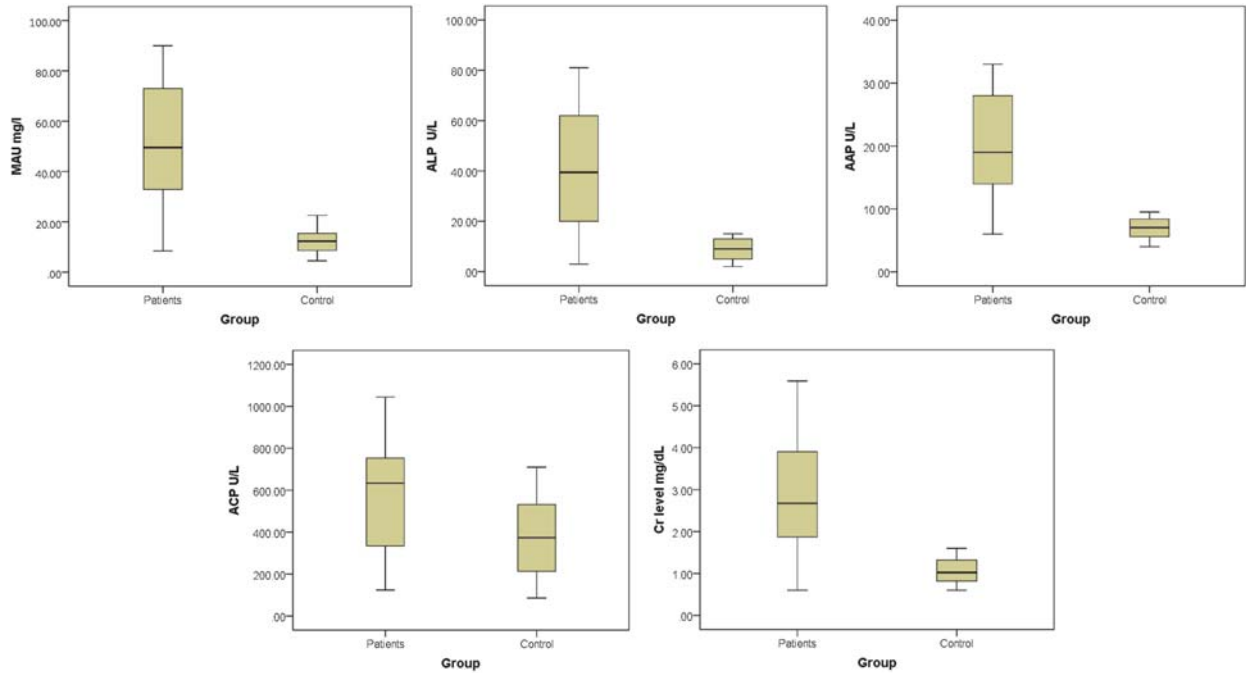 MAU mg/l
100.00
80.00
60.00
40.00
20.00
.00
Patients
Control
Group
ALP U/L
100.00
80.00
60.00
40.00
20.00
.00
Patients
Control
Group
AAP U/L
40.00
30.00
20.00
10.00
.00
Patients
Control
Group
ACP U/L
1200.00
1000.00
800.00
600.00
400.00
200.00
.00
Patients
Control
Group
Cr level mg/dL
6.00
5.00
4.00
3.00
2.00
1.00
.00
Patients
Control
Group